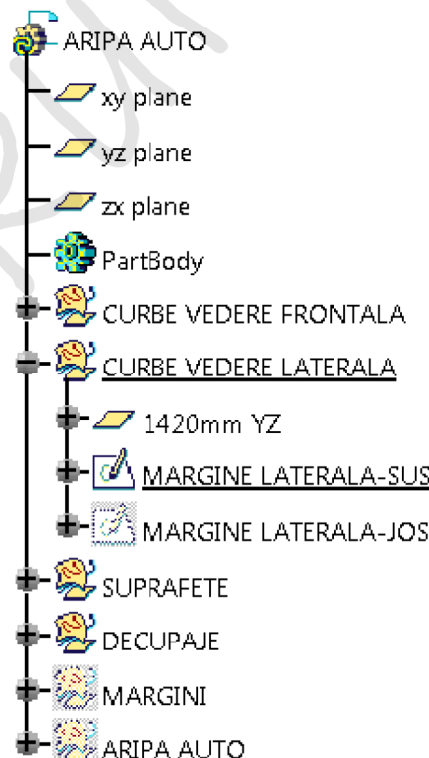 ARIPA AUTO
xy plane
yz plane
zx plane
PartBody
CURBE VEDERE FRONTALA
CURBE VEDERE LATERALA
1420mm YZ
MARGINE LATERALA-SUS
MARGINE LATERALA-JOS
SUPRAFETE
DECUPAJE
MARGINI
ARIPA AUTO